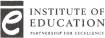 INSTITUTE OF
EDUCATION
PARTNERSHIP FOR EXCELLENCE